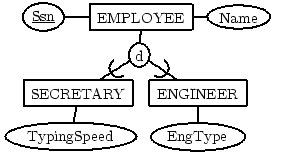 Ssn EMPLOYEE Name
d
SECRETARY ENGINEER
TypingSpeed EngType